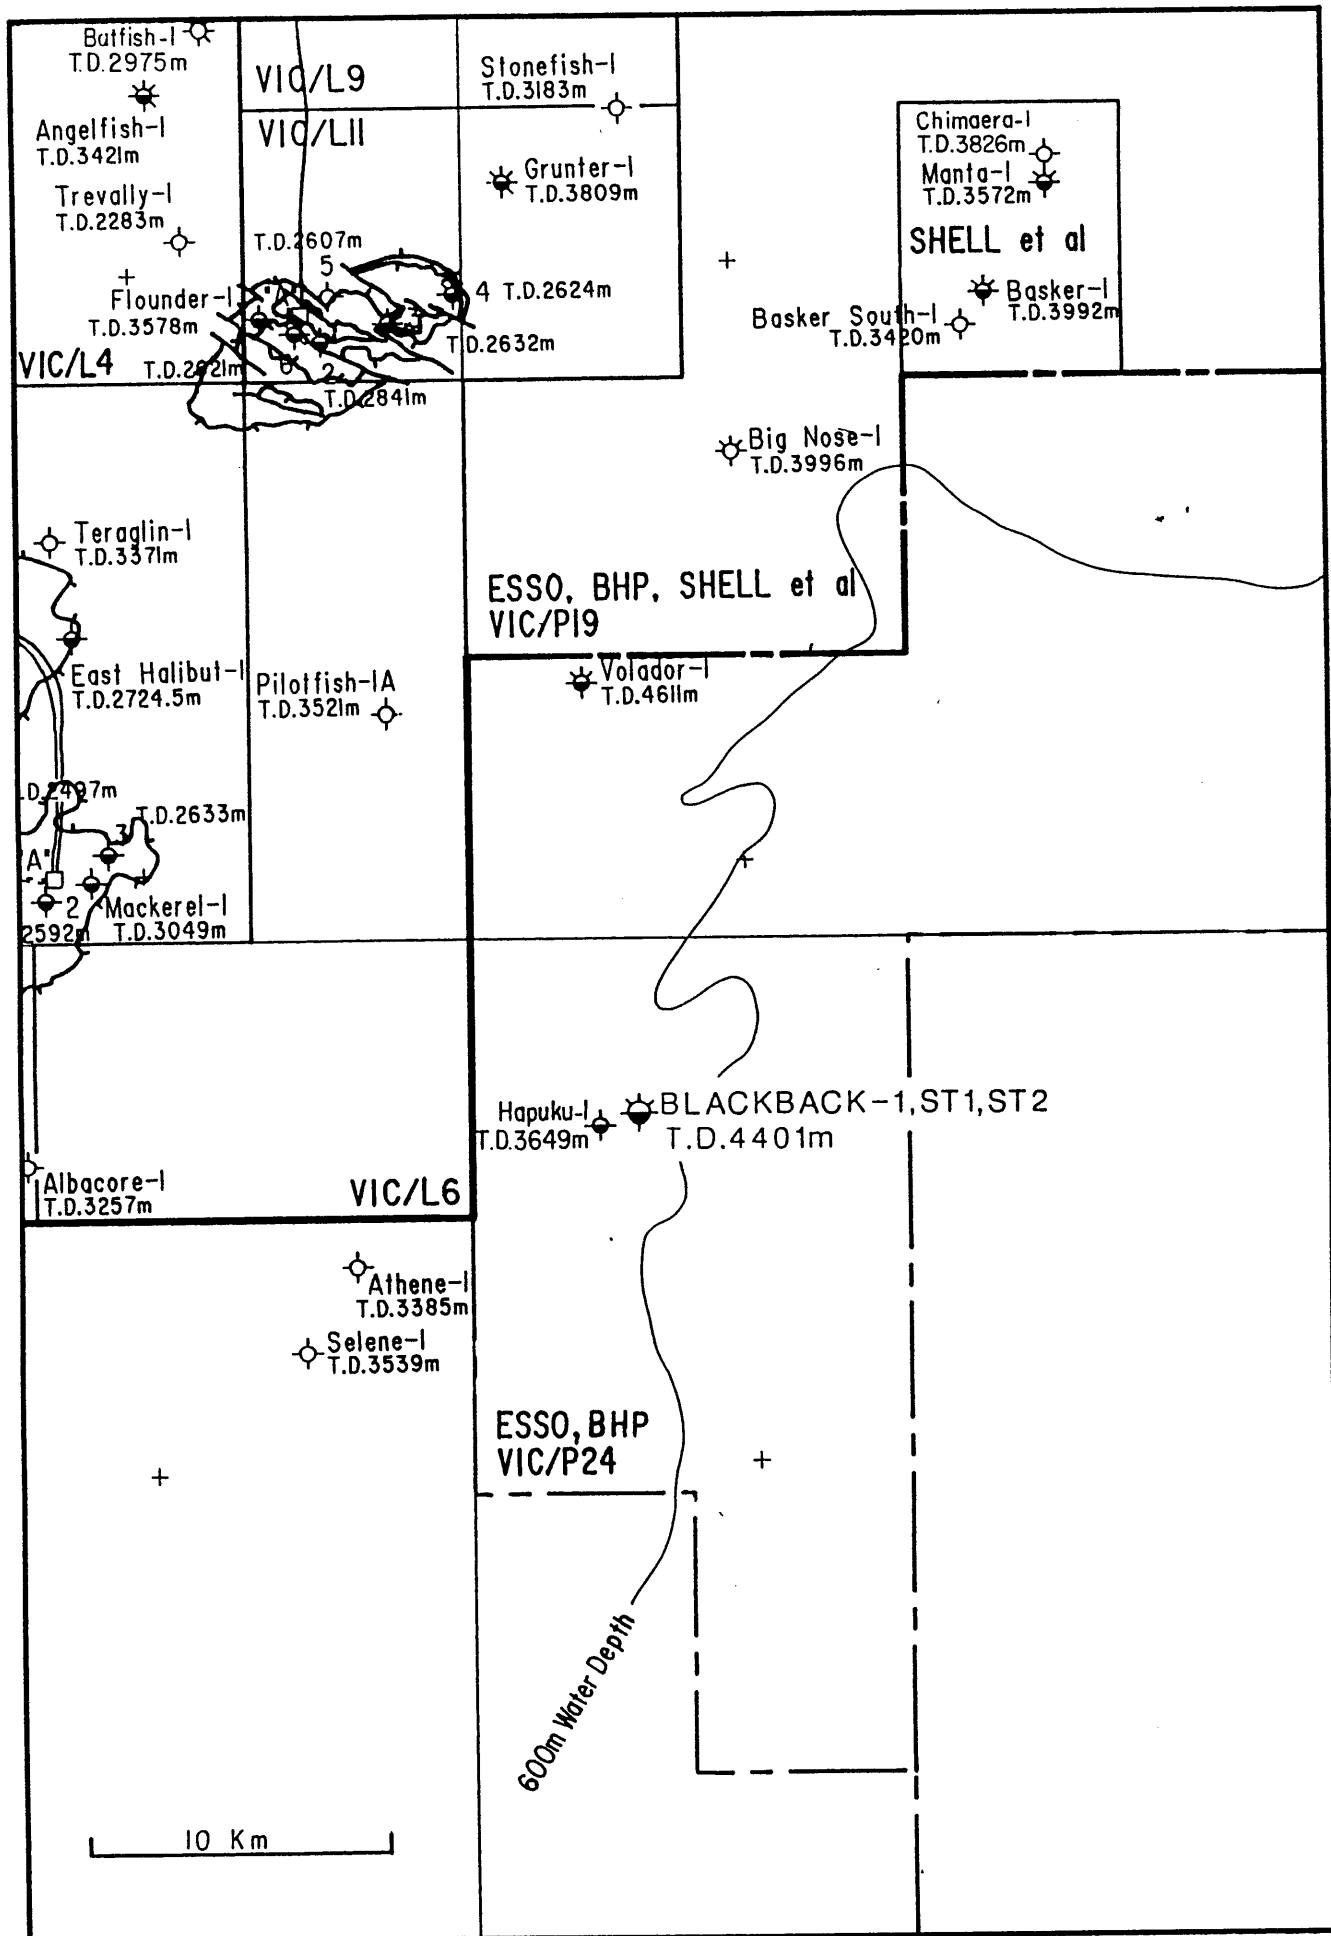 Batfish-1
T.D.2975m
Angelfish-1
T.D.3421m
Trevally-1
T.D.2283m
VIC/L9
VIC/L11
Stonefish-1
T.D.3183m
Grunter-1
T.D.3809m
Chimaera-1
T.D.3826m
Manta-1
T.D.3572m
SHELL et al
Basker-1
T.D.3992m
Basker South-1
T.D.3420m
T.D.2607m
5
4 T.D.2624m
Flounder-1
T.D.3578m
T.D.2632m
VIC/L4
6
2
T.D.2841m
Big Nose-1
T.D.3996m
Teraglin-1
T.D.3371m
ESSO, BHP, SHELL et al
VIC/P19
East Halibut-1
T.D.2724.5m
Pilotfish-1A
T.D.3521m
Volador-1
T.D.4611m
.D.2497m
T.D.2633m
3
"A"
2
2592m
Mackerel-1
T.D.3049m
Hapuku-1
T.D.3649m
BLACKBACK-1,ST1,ST2
T.D.4401m
Albacore-1
T.D.3257m
VIC/L6
Athene-1
T.D.3385m
Selene-1
T.D.3539m
ESSO, BHP
VIC/P24
600m Water Depth
10 Km